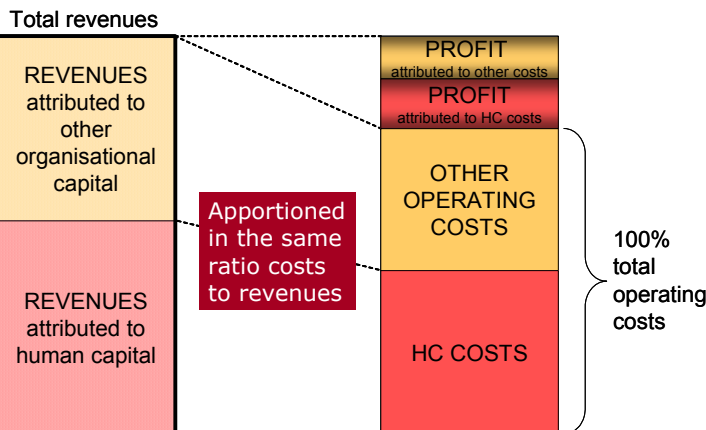 Total revenues
REVENUES
attributed to
other
organisational
capital
REVENUES
attributed to
human capital
Apportioned
in the same
ratio costs
to revenues
PROFIT
attributed to other costs
PROFIT
attributed to HC costs
OTHER
OPERATING
COSTS
HC COSTS
100%
total
operating
costs